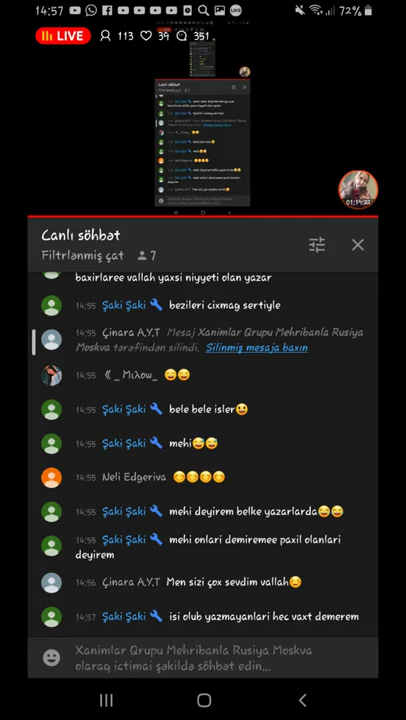 14:57
LIVE
72%
LIVE 113 39 351
01:19:22
Canlı söhbət
Filtrlənmiş çat 7
baxirlaree vallah yaxsi niyyeti olan yazar
14:55 Şaki Şaki bezileri cixmag sertiyle
14:55 Çinara A.Y.T Mesaj Xanimlar Qrupu Mehribanla Rusiya
Moskva tərəfindən silindi. Silinmiş mesaja baxın
14:55 《_Mιλσω_ 😅😅
14:55 Şaki Şaki bele bele isler😃
14:55 Şaki Şaki mehi😅😅
14:55 Neli Edgeriva
14:55 Şaki Şaki mehi deyirem belke yazarlarda😅😅
14:55 Şaki Şaki mehi onlari demiremee paxil olanlari
deyirem
14:56 Çinara A.Y.T Men sizi çox sevdim vallah
14:57 Şaki Şaki isi olub yazmayanlari hec vaxt demerem
Xanimlar Qrupu Mehribanla Rusiya Moskva
olaraq ictimai şəkildə söhbət edin...